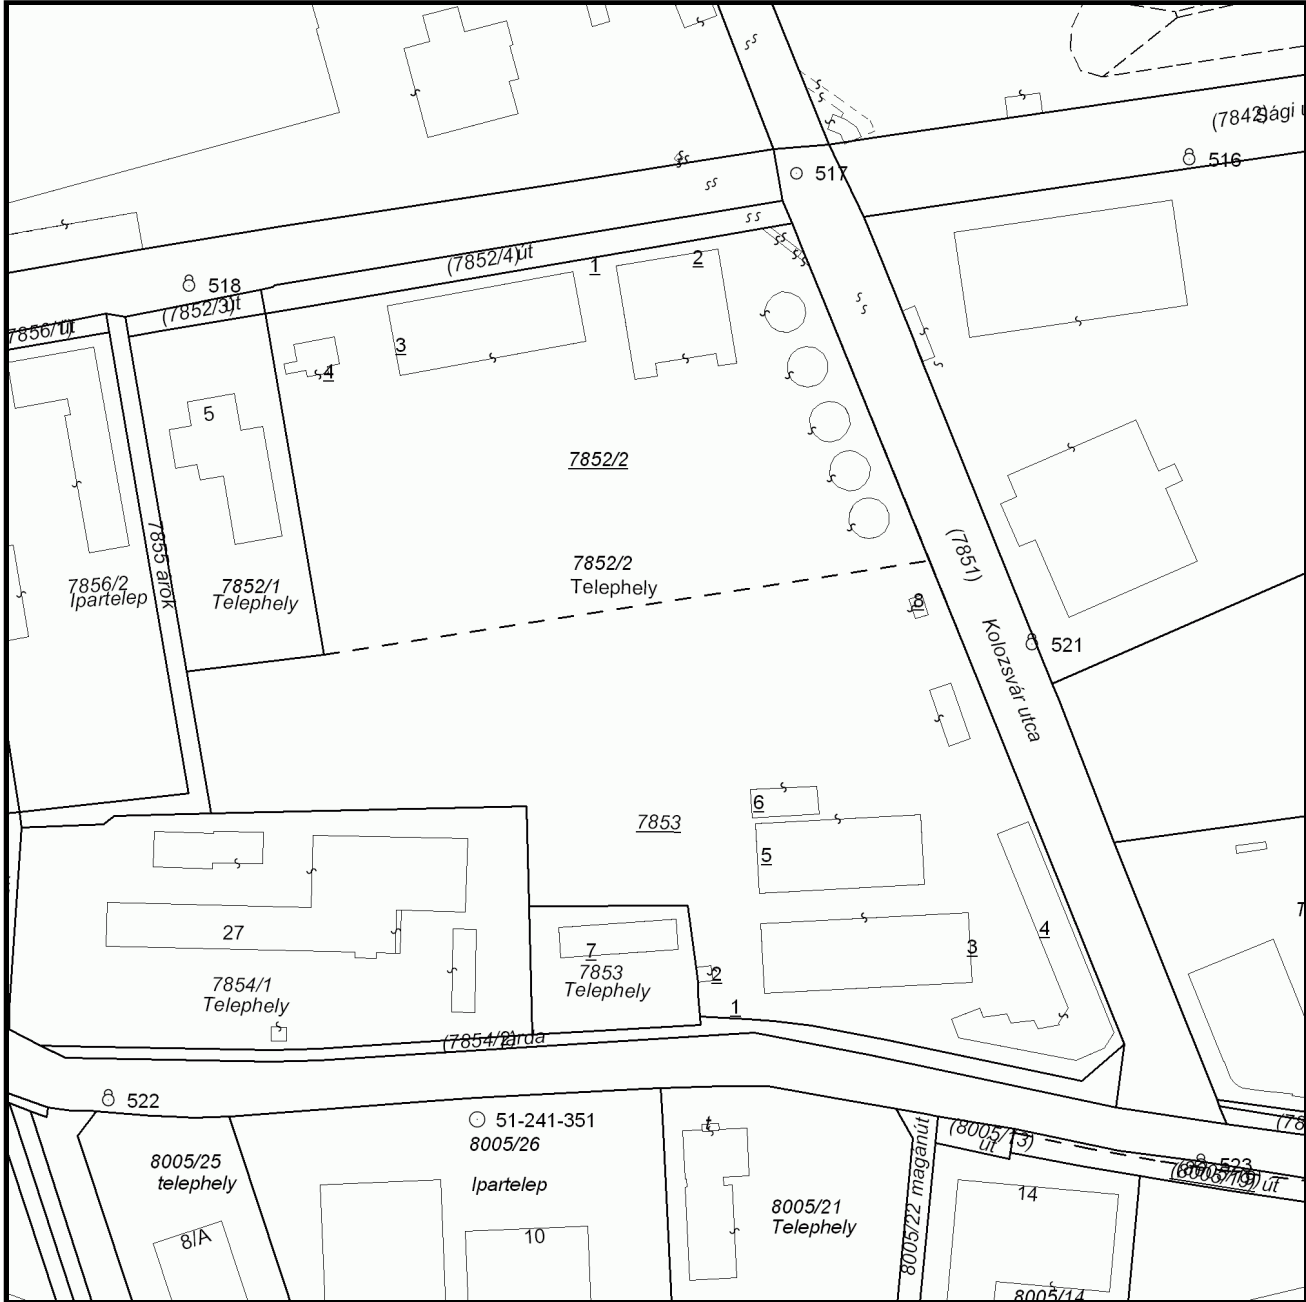 (7842)
516
517
(7852/4)út
1
2
518
(7852/3)út
7856/1)út
3
4
5
7852/2
7852/2
Telephely
(7851)
Kolozsvár utca
7855 árok
7856/2
Ipartelep
7852/1
Telephely
8
521
7853
6
5
4
3
27
7
7853
Telephely
2
1
7854/1
Telephely
(7854/2)
522
51-241-351
8005/26
Ipartelep
8005/25
telephely
8/A
10
t
8005/21
Telephely
8005/22 magánút
(8005/13)
út
523
út
14
8005/14